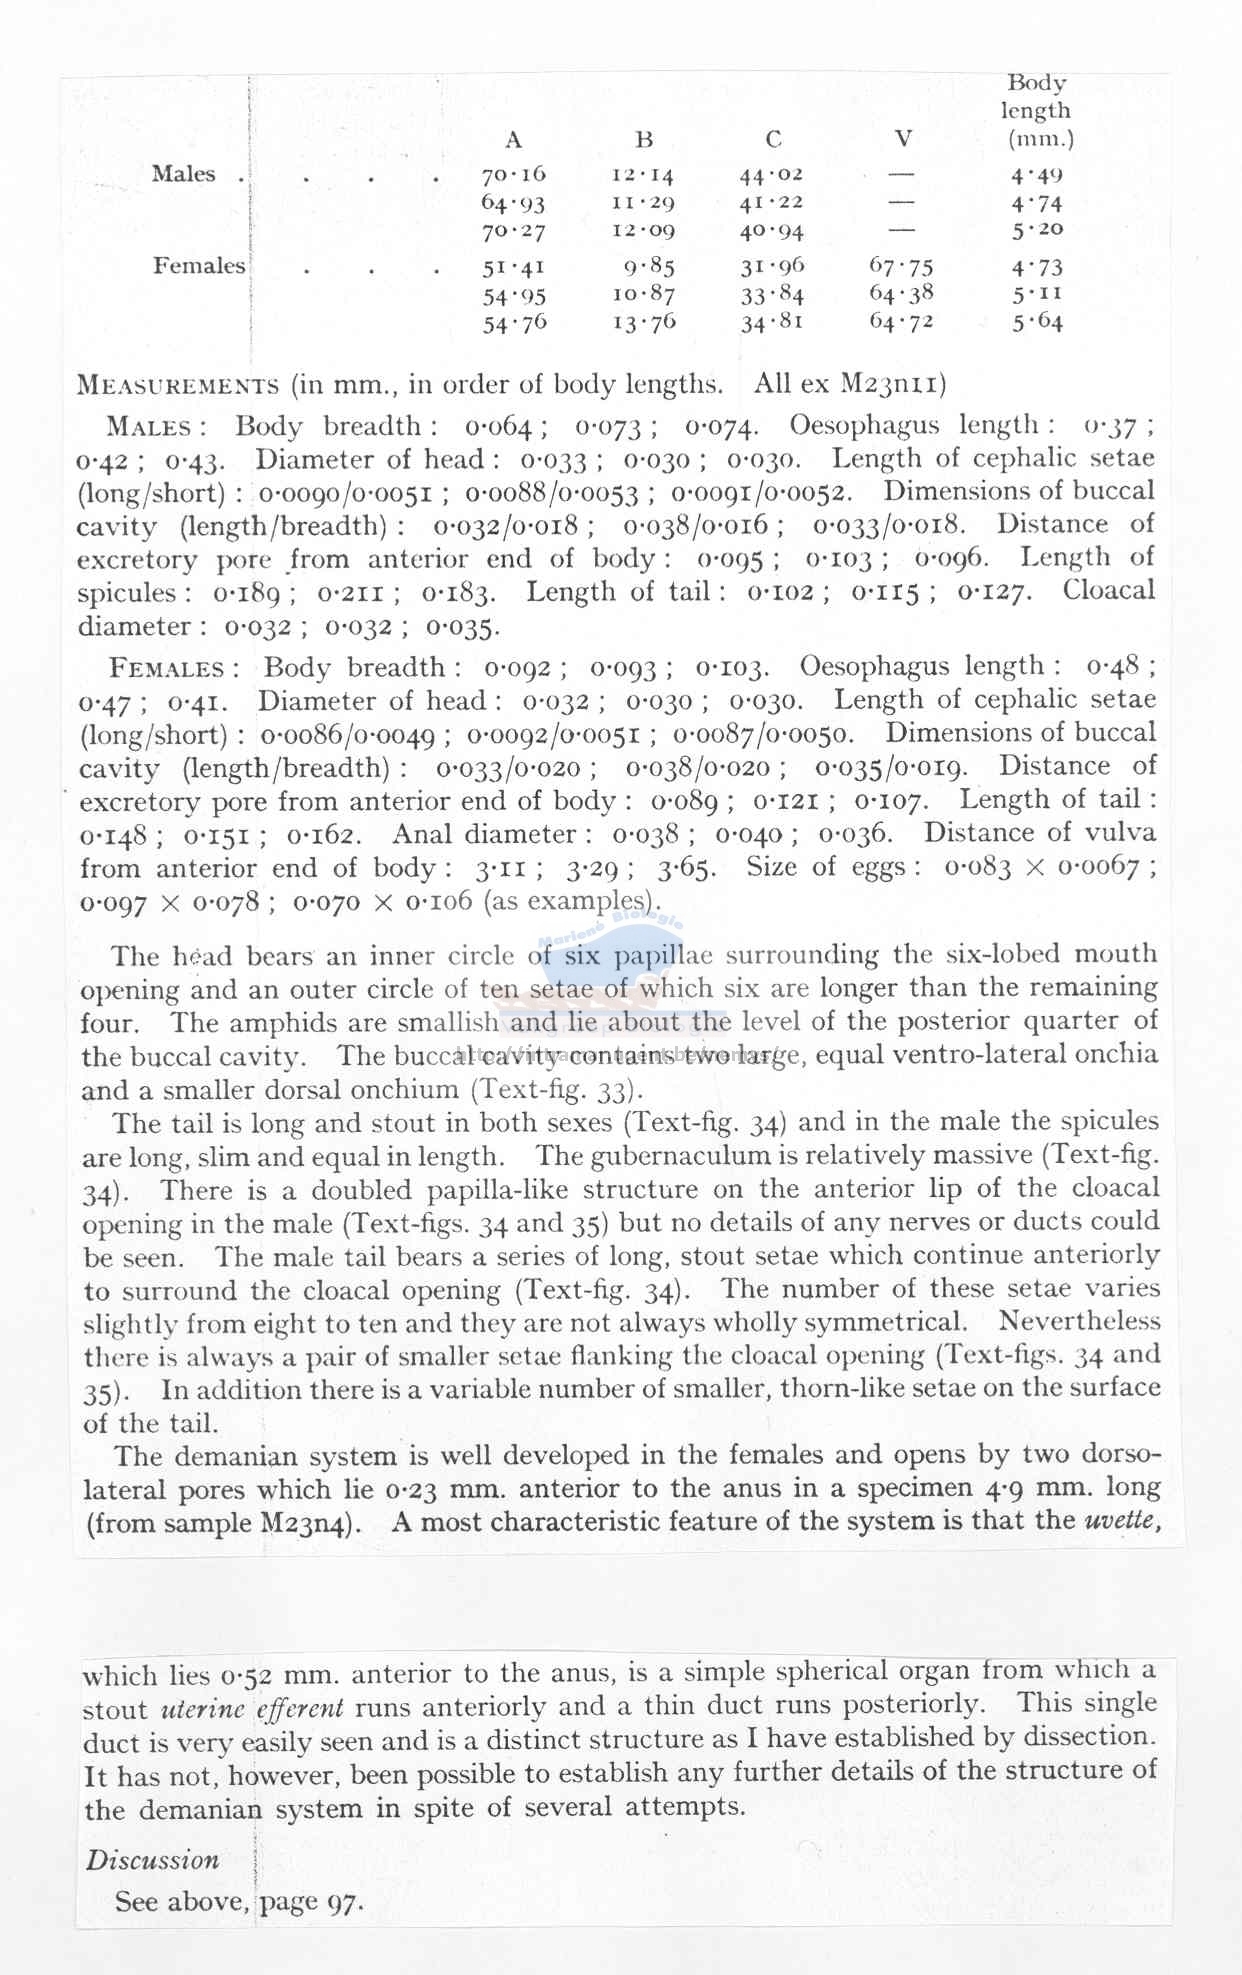 Body
length
A B C V (mm.)
Males . . . . 70·16 12·14 44·02 — 4·49
64·93 11·29 41·22 — 4·74
70·27 12·09 40·94 — 5·20
Females . . . 51·41 9·85 31·96 67·75 4·73
54·95 10·87 33·84 64·38 5·11
54·76 13·76 34·81 64·72 5·64
MEASUREMENTS (in mm., in order of body lengths. All ex M23n11)
MALES : Body breadth : 0·064 ; 0·073 ; 0·074. Oesophagus length : 0·37 ;
0·42 ; 0·43. Diameter of head : 0·033 ; 0·030 ; 0·030. Length of cephalic setae
(long/short) : 0·0090/0·0051 ; 0·0088/0·0053 ; 0·0091/0·0052. Dimensions of buccal
cavity (length/breadth) : 0·032/0·018 ; 0·038/0·016 ; 0·033/0·018. Distance of
excretory pore from anterior end of body : 0·095 ; 0·103 ; 0·096. Length of
spicules : 0·189 ; 0·211 ; 0·183. Length of tail : 0·102 ; 0·115 ; 0·127. Cloacal
diameter : 0·032 ; 0·032 ; 0·035.
FEMALES : Body breadth : 0·092 ; 0·093 ; 0·103. Oesophagus length : 0·48 ;
0·47 ; 0·41. Diameter of head : 0·032 ; 0·030 ; 0·030. Length of cephalic setae
(long/short) : 0·0086/0·0049 ; 0·0092/0·0051 ; 0·0087/0·0050. Dimensions of buccal
cavity (length/breadth) : 0·033/0·020 ; 0·038/0·020 ; 0·035/0·019. Distance of
excretory pore from anterior end of body : 0·089 ; 0·121 ; 0·107. Length of tail :
0·148 ; 0·151 ; 0·162. Anal diameter : 0·038 ; 0·040 ; 0·036. Distance of vulva
from anterior end of body : 3·11 ; 3·29 ; 3·65. Size of eggs : 0·083 × 0·0067 ;
0·097 × 0·078 ; 0·070 × 0·106 (as examples).
Mariene Biologie
The head bears an inner circle of six papillae surrounding the six-lobed mouth
opening and an outer circle of ten setae of which six are longer than the remaining
four. The amphids are smallish and lie about the level of the posterior quarter of
the buccal cavity. The buccal cavity contains two large, equal ventro-lateral onchia
and a smaller dorsal onchium (Text-fig. 33).
The tail is long and stout in both sexes (Text-fig. 34) and in the male the spicules
are long, slim and equal in length. The gubernaculum is relatively massive (Text-fig.
34). There is a doubled papilla-like structure on the anterior lip of the cloacal
opening in the male (Text-figs. 34 and 35) but no details of any nerves or ducts could
be seen. The male tail bears a series of long, stout setae which continue anteriorly
to surround the cloacal opening (Text-fig. 34). The number of these setae varies
slightly from eight to ten and they are not always wholly symmetrical. Nevertheless
there is always a pair of smaller setae flanking the cloacal opening (Text-figs. 34 and
35). In addition there is a variable number of smaller, thorn-like setae on the surface
of the tail.
The demanian system is well developed in the females and opens by two dorso-
lateral pores which lie 0·23 mm. anterior to the anus in a specimen 4·9 mm. long
(from sample M23n4). A most characteristic feature of the system is that the uvette,
which lies 0·52 mm. anterior to the anus, is a simple spherical organ from which a
stout uterine efferent runs anteriorly and a thin duct runs posteriorly. This single
duct is very easily seen and is a distinct structure as I have established by dissection.
It has not, however, been possible to establish any further details of the structure of
the demanian system in spite of several attempts.
Discussion
See above, page 97.